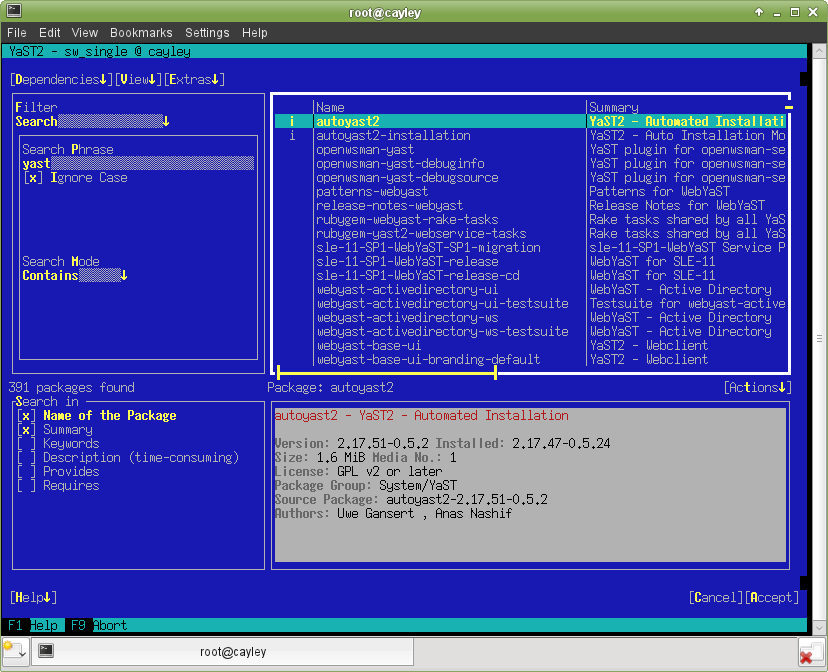 root@cayley
File Edit View Bookmarks Settings Help
YaST2 - sw_single @ cayley
[Dependencies↓][View↓][Extras↓]
Filter
Search↓
Search Phrase
yast
[x] Ignore Case
Search Mode
Contains↓
Name Summary
i autoyast2 YaST2 - Automated Installati
i autoyast2-installation YaST2 - Auto Installation Mo
openwsman-yast YaST plugin for openwsman-se
openwsman-yast-debuginfo YaST plugin for openwsman-se
openwsman-yast-debugsource YaST plugin for openwsman-se
patterns-webyast Patterns for WebYaST
release-notes-webyast Release Notes for WebYaST
rubygem-webyast-rake-tasks Rake tasks shared by all YaS
rubygem-yast2-webservice-tasks Rake tasks shared by all YaS
sle-11-SP1-WebYaST-SP1-migration sle-11-SP1-WebYaST Service P
sle-11-SP1-WebYaST-release WebYaST for SLE-11
sle-11-SP1-WebYaST-release-cd WebYaST for SLE-11
webyast-activedirectory-ui WebYaST - Active Directory
webyast-activedirectory-ui-testsuite Testsuite for webyast-active
webyast-activedirectory-ws WebYaST - Active Directory
webyast-activedirectory-ws-testsuite WebYaST - Active Directory
webyast-base-ui YaST2 - Webclient
webyast-base-ui-branding-default YaST2 - Webclient
391 packages found
Package: autoyast2 [Actions↓]
Search in
[x] Name of the Package
[x] Summary
[ ] Keywords
[ ] Description (time-consuming)
[ ] Provides
[ ] Requires
autoyast2 - YaST2 - Automated Installation
Version: 2.17.51-0.5.2 Installed: 2.17.47-0.5.24
Size: 1.6 MiB Media No.: 1
License: GPL v2 or later
Package Group: System/YaST
Source Package: autoyast2-2.17.51-0.5.2
Authors: Uwe Gansert , Anas Nashif
[Help↓] [Cancel][Accept]
F1 Help F9 Abort
root@cayley